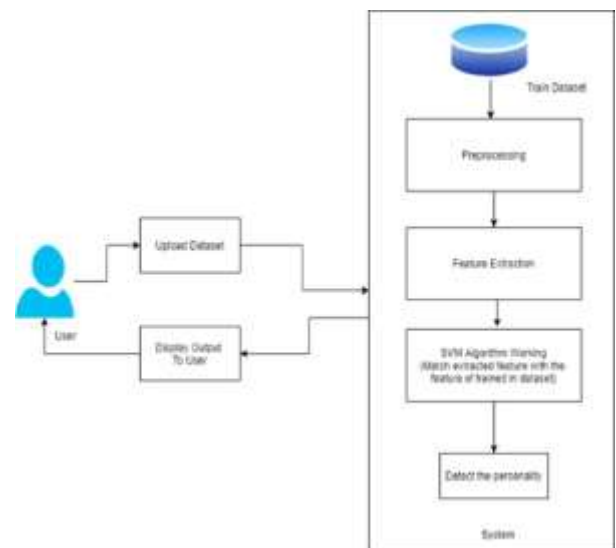 Train Dataset
Preprocessing
Upload Dataset
Feature Extraction
User
Display Output
To User
SVM Algorithm Working
(Match extracted feature with the
feature of trained in dataset)
Detect the personality
System